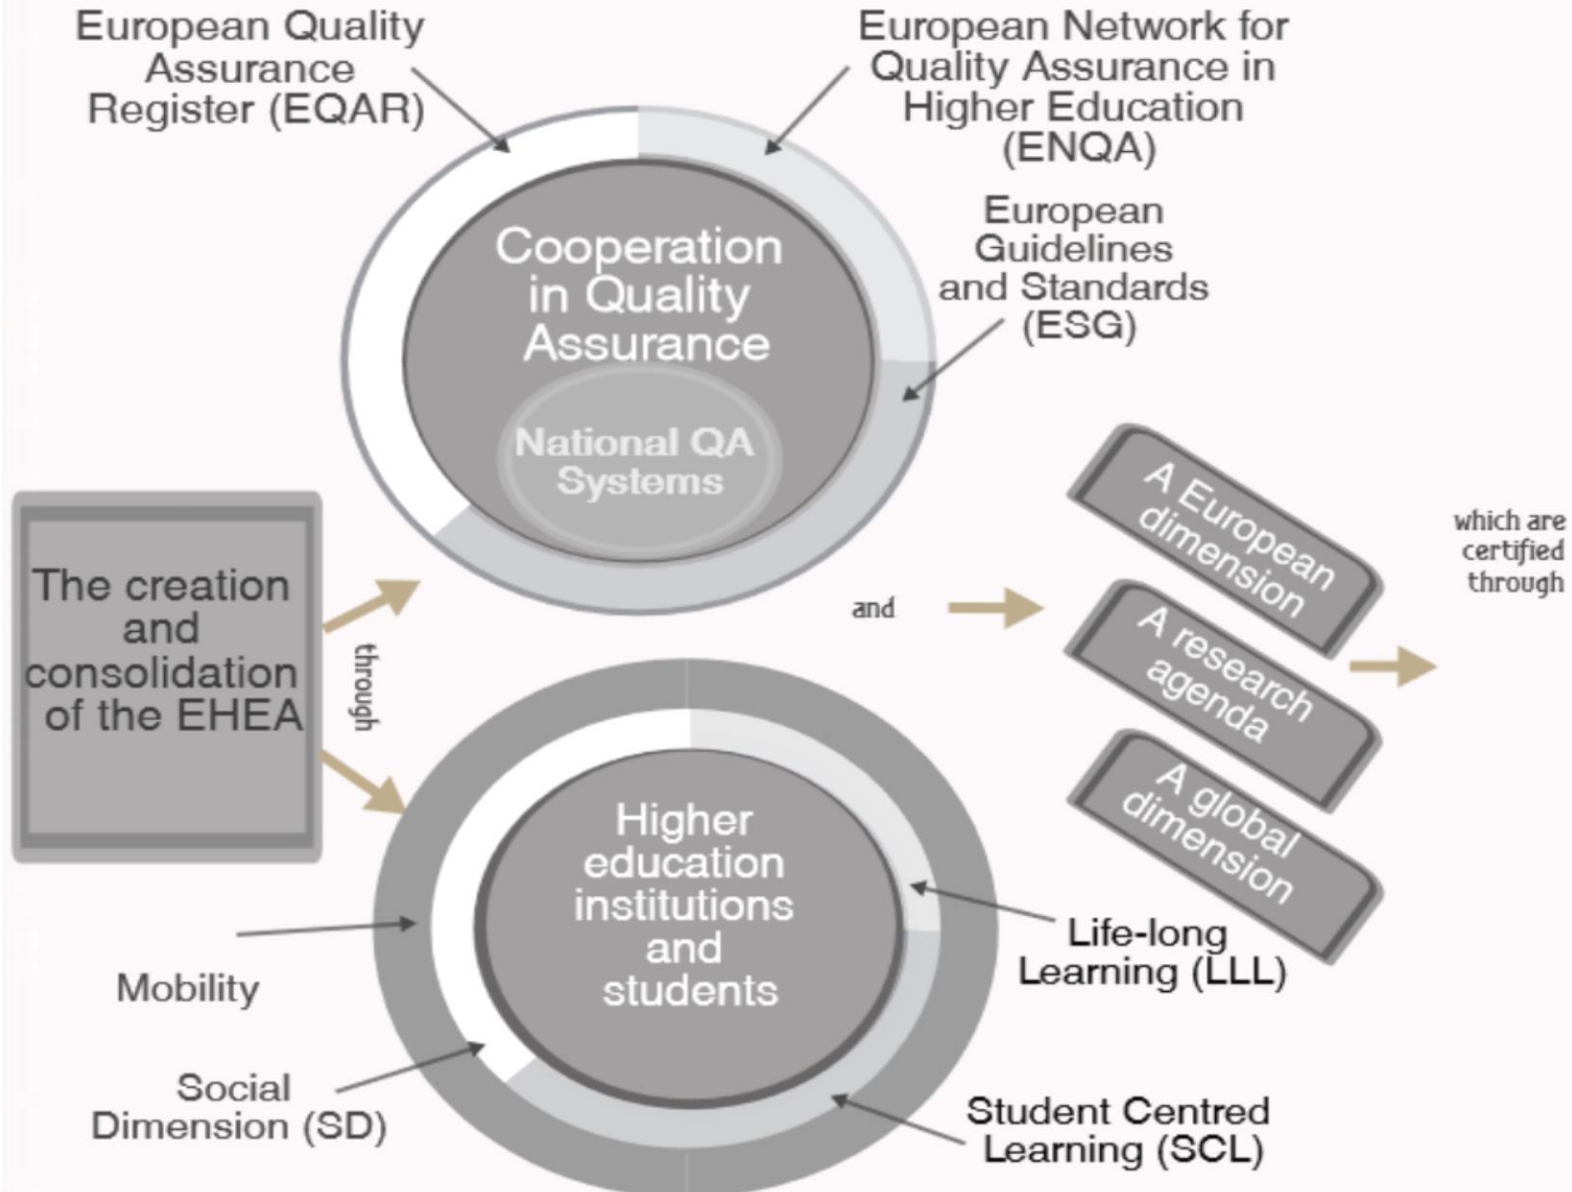 European Quality
Assurance
Register (EQAR)
European Network for
Quality Assurance in
Higher Education
(ENQA)
European
Guidelines
and Standards
(ESG)
Cooperation
in Quality
Assurance
National QA
Systems
The creation
and
consolidation
of the EHEA
through
and
A European
dimension
A research
agenda
A global
dimension
which are
certified
through
Higher
education
institutions
and
students
Mobility
Social
Dimension (SD)
Life-long
Learning (LLL)
Student Centred
Learning (SCL)